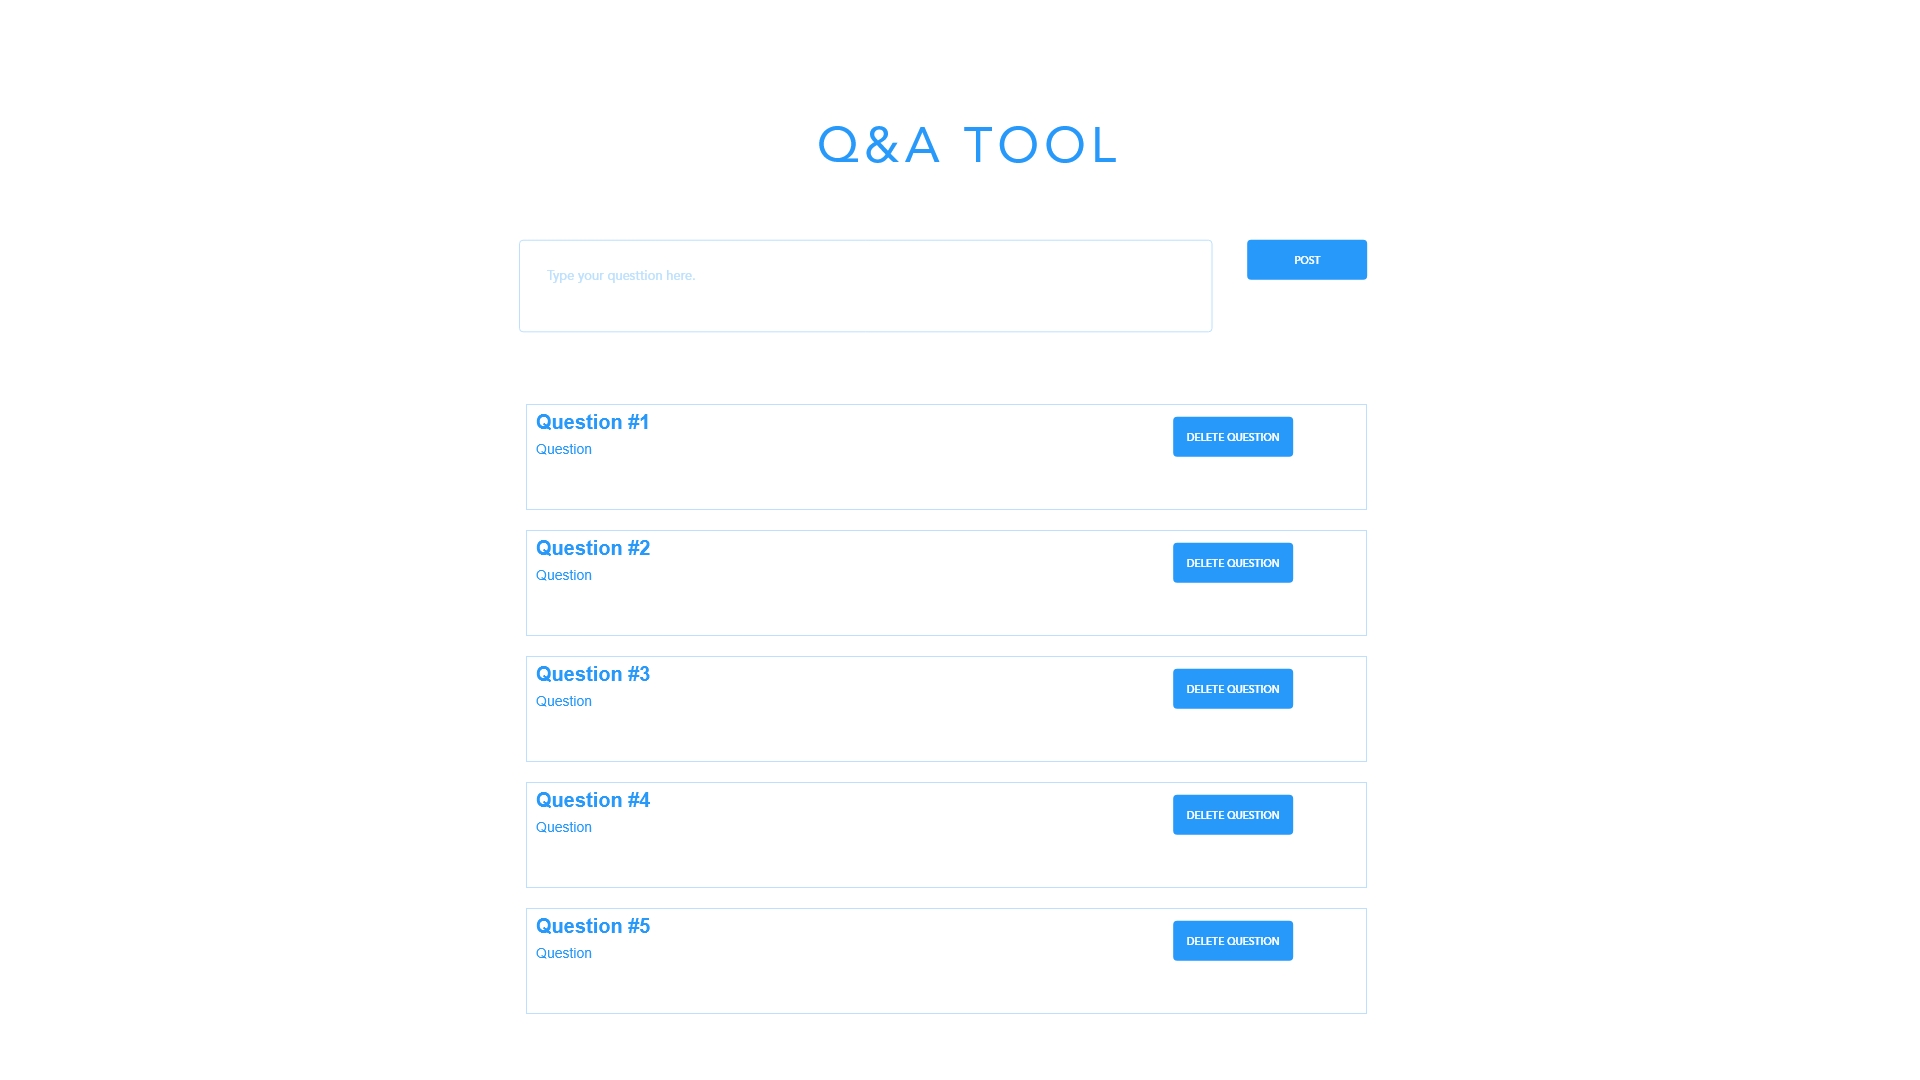 Q&A TOOL
Type your questtion here.
POST
Question #1
DELETE QUESTION
Question
Question #2
DELETE QUESTION
Question
Question #3
DELETE QUESTION
Question
Question #4
DELETE QUESTION
Question
Question #5
DELETE QUESTION
Question